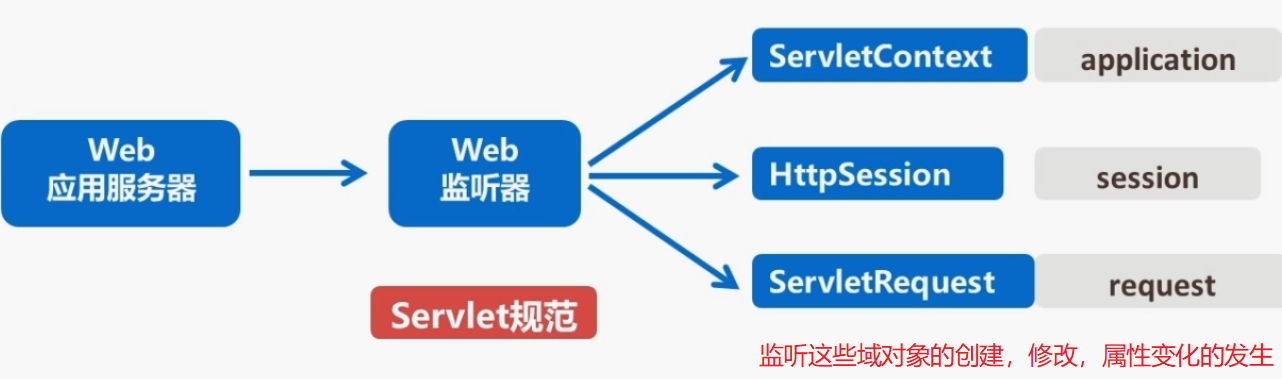 ServletContext
application
Web
应用服务器
Web
监听器
HttpSession
session
ServletRequest
request
Servlet规范
监听这些域对象的创建，修改，属性变化的发生